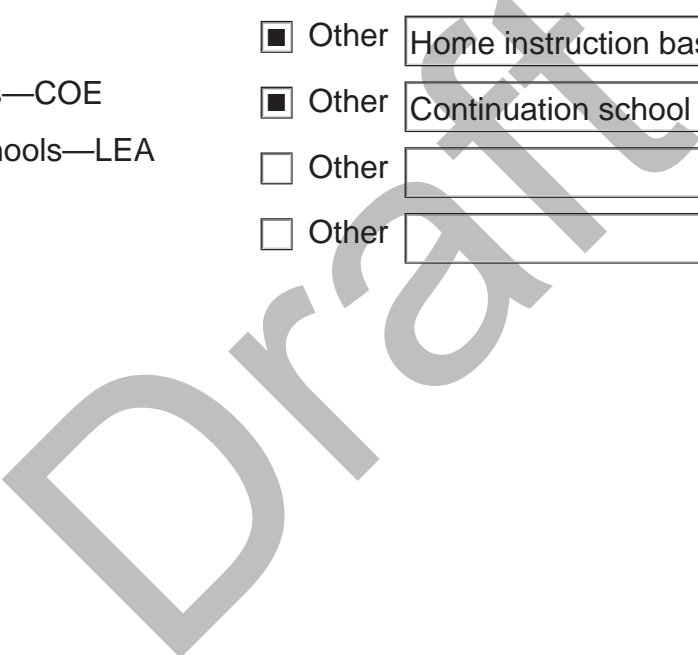 Other Home instruction bas
s—COE
Other Continuation school
hools—LEA
Other
Other
Draft